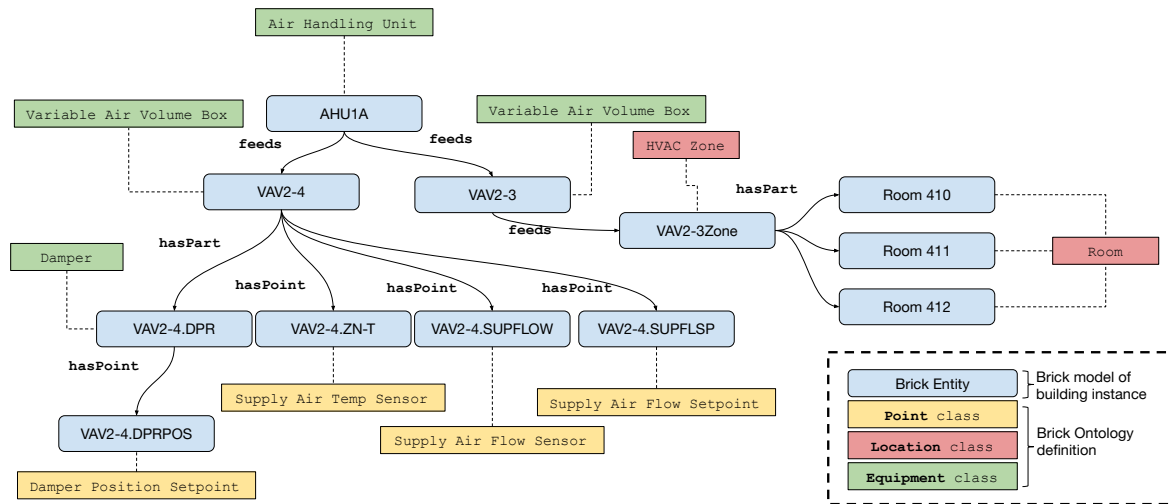 Air Handling Unit
AHU1A
Variable Air Volume Box
Variable Air Volume Box
feeds
feeds
HVAC Zone
VAV2-4
VAV2-3
hasPart
Room 410
feeds
VAV2-3Zone
hasPart
Room 411
Room
Damper
hasPoint
hasPoint
hasPoint
Room 412
VAV2-4.DPR
VAV2-4.ZN-T
VAV2-4.SUPFLOW
VAV2-4.SUPFLSP
hasPoint
Supply Air Temp Sensor
Supply Air Flow Setpoint
VAV2-4.DPRPOS
Supply Air Flow Sensor
Damper Position Setpoint
Brick Entity
Brick model of
building instance
Point class
Location class
Equipment class
Brick Ontology
definition